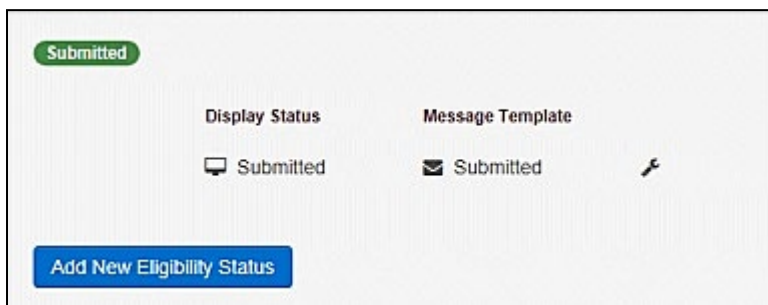 Submitted
Display Status Message Template
Submitted Submitted
Add New Eligibility Status